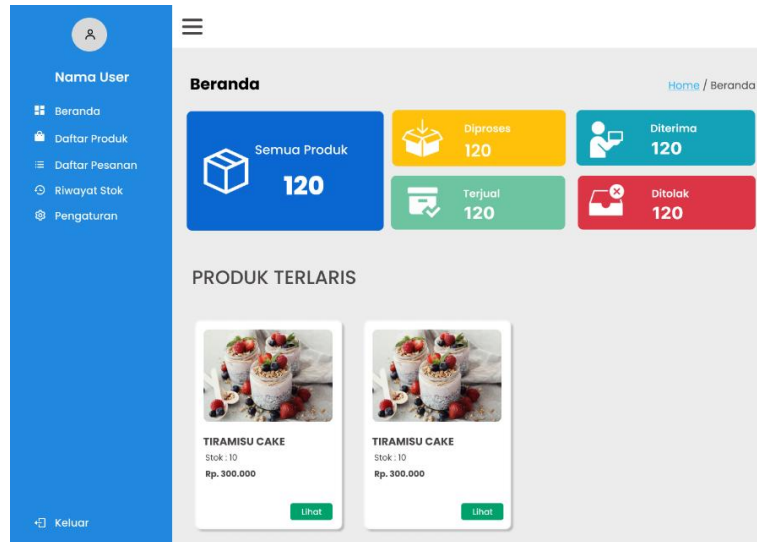 Nama User
Beranda
Daftar Produk
Daftar Pesanan
Riwayat Stok
Pengaturan
Keluar
Beranda
Home / Beranda
Semua Produk
120
Diproses
120
Diterima
120
Terjual
120
Ditolak
120
PRODUK TERLARIS
TIRAMISU CAKE
Stok : 10
Rp. 300.000
Lihat
TIRAMISU CAKE
Stok : 10
Rp. 300.000
Lihat